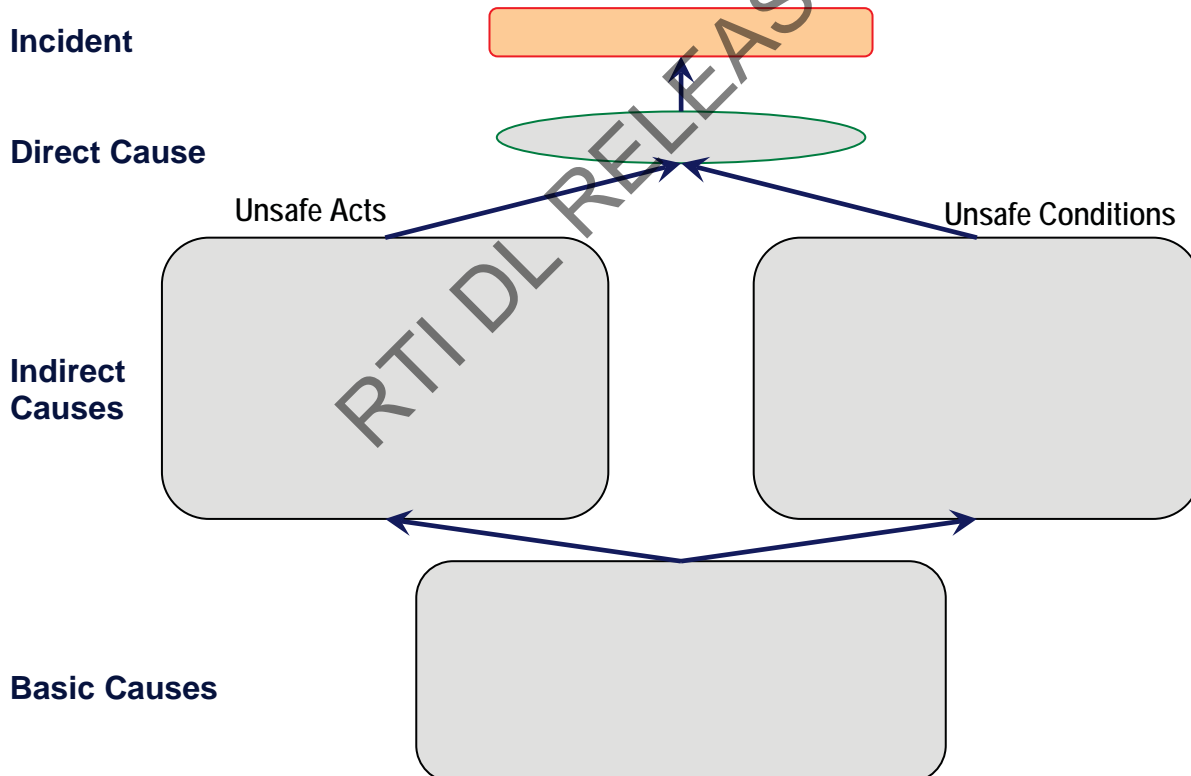 Incident
Direct Cause
Unsafe Acts
Unsafe Conditions
Indirect
Causes
Basic Causes
RTI DL RELEAS